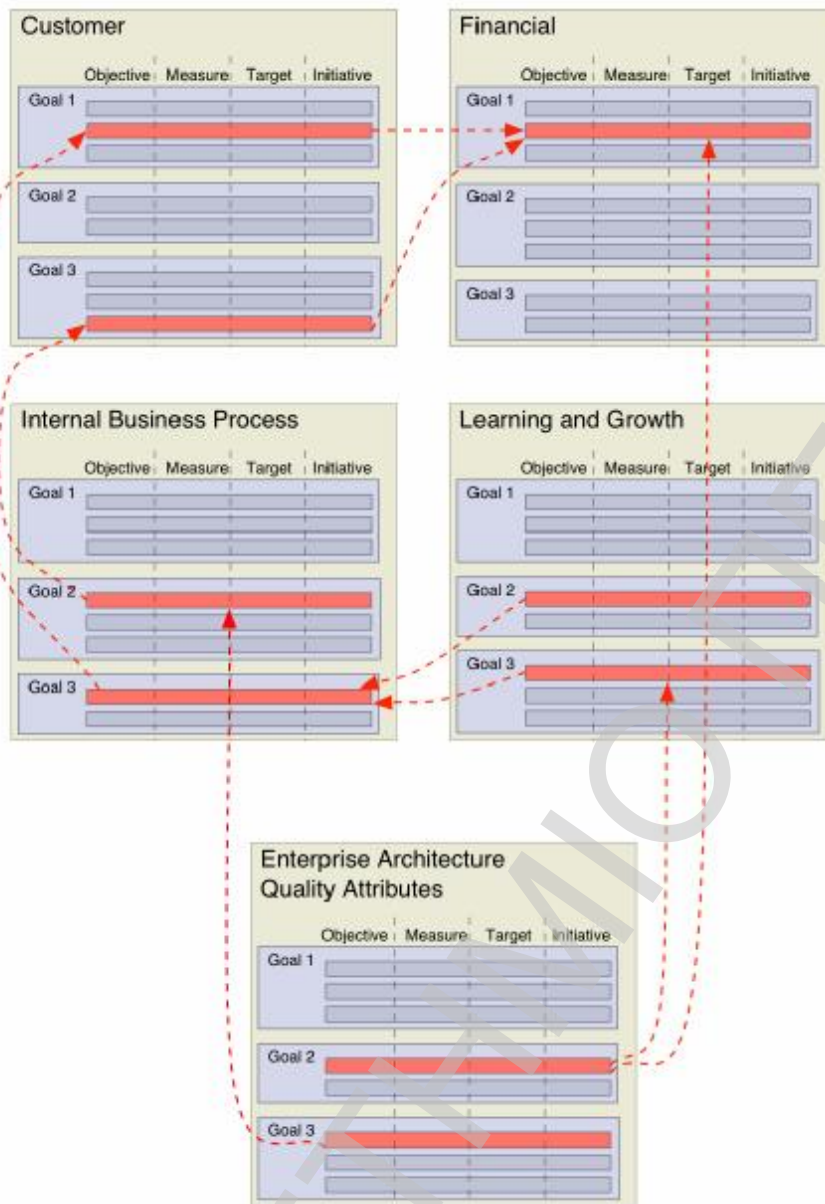 Customer
Objective Measure Target Initiative
Goal 1
Goal 2
Goal 3
Financial
Objective Measure Target Initiative
Goal 1
Goal 2
Goal 3
Internal Business Process
Objective Measure Target Initiative
Goal 1
Goal 2
Goal 3
Learning and Growth
Objective Measure Target Initiative
Goal 1
Goal 2
Goal 3
Enterprise Architecture
Quality Attributes
Objective Measure Target Initiative
Goal 1
Goal 2
Goal 3